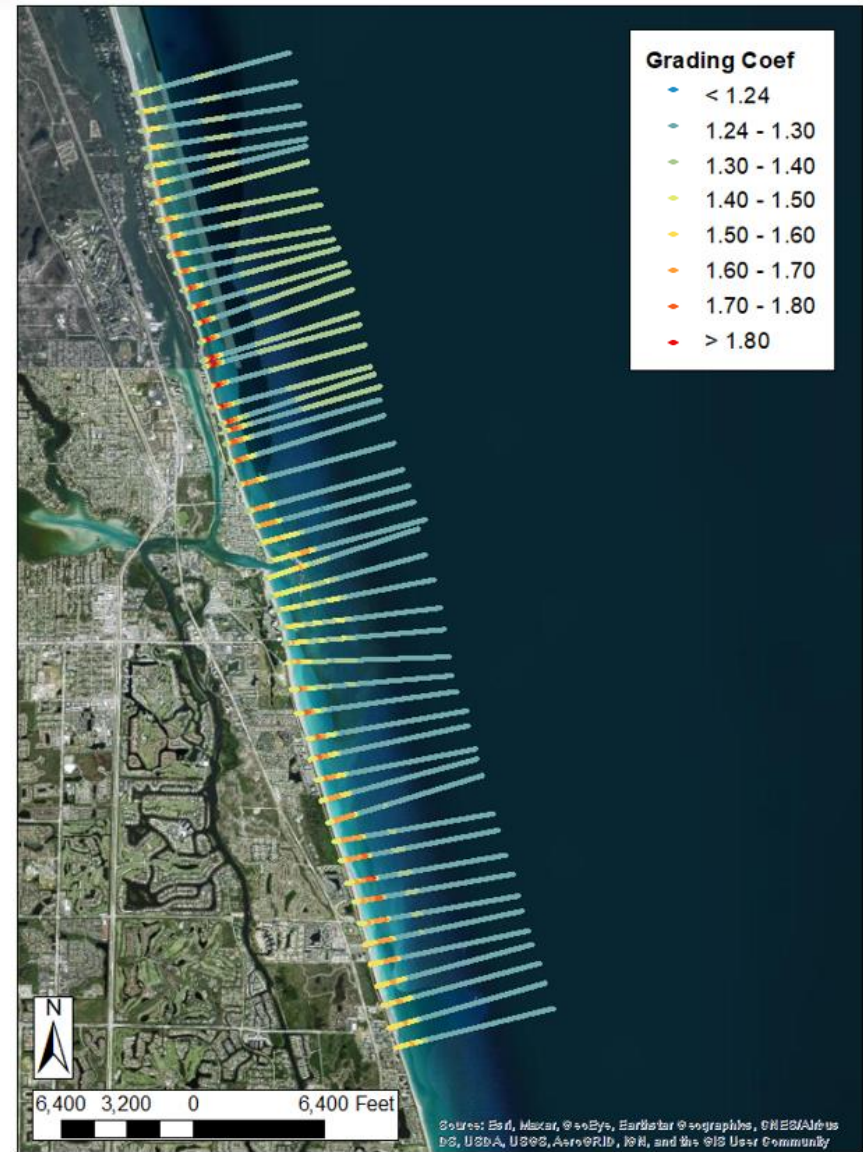 Grading Coef
< 1.24
1.24 - 1.30
1.30 - 1.40
1.40 - 1.50
1.50 - 1.60
1.60 - 1.70
1.70 - 1.80
> 1.80
N
6,400 3,200 0 6,400 Feet
Source: Esri, Maxar, GeoEye, Earthstar Geographics, CNES/Airbus
DS, USDA, USGS, AeroGRID, IGN, and the GIS User Community